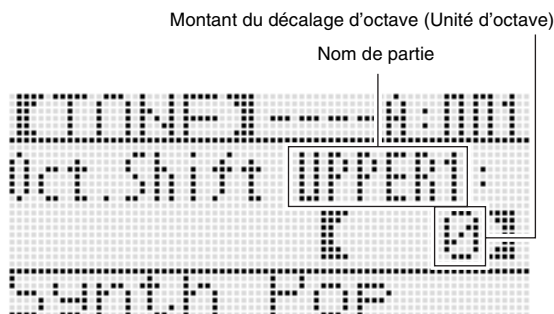 Montant du décalage d’octave (Unité d’octave)
Nom de partie
【TONE】----A:001
Oct.Shift UPPER1:
【 0】
Synth Pop